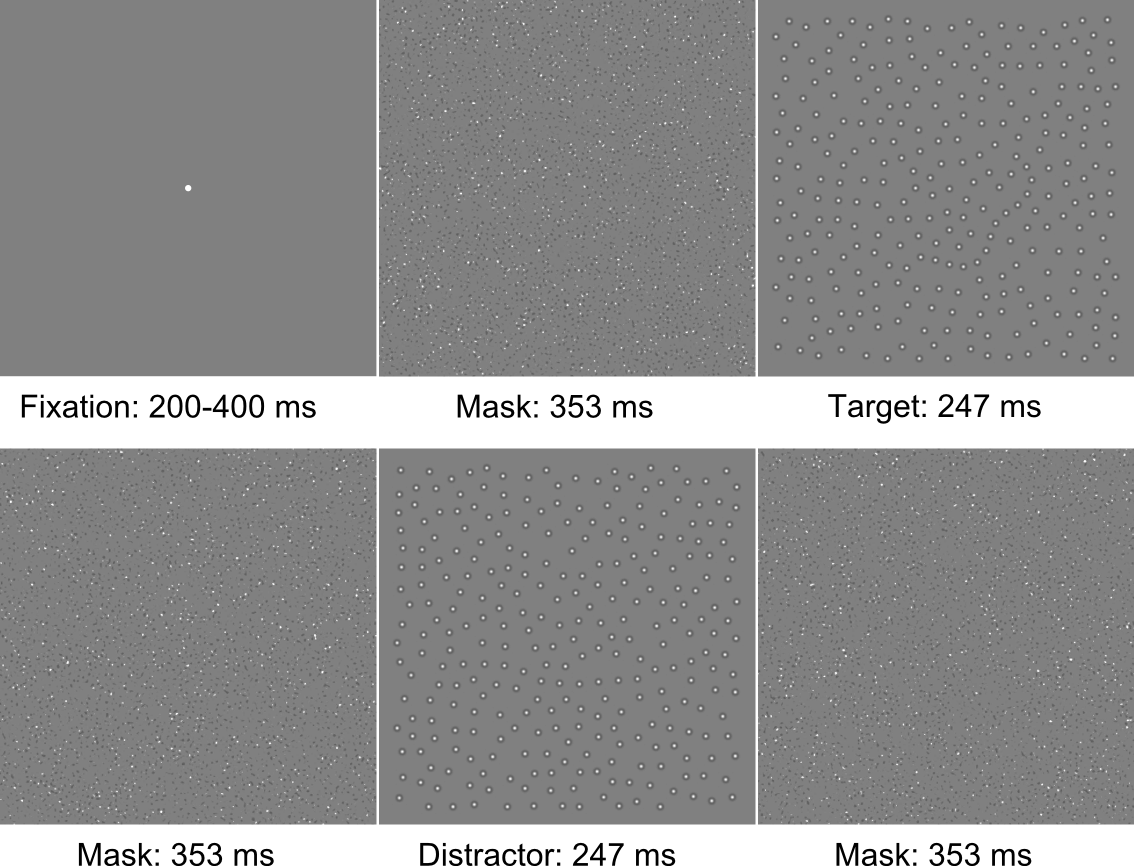 Fixation: 200-400 ms
Mask: 353 ms
Target: 247 ms
Mask: 353 ms
Distractor: 247 ms
Mask: 353 ms